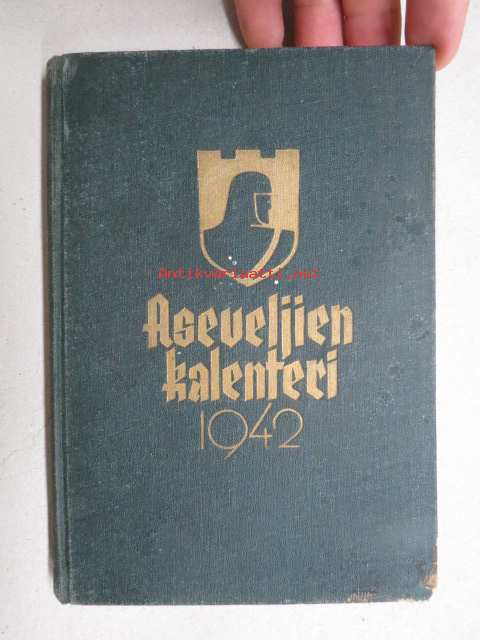 Antikvariaatti.net
Aseveljien
kalenteri
1942